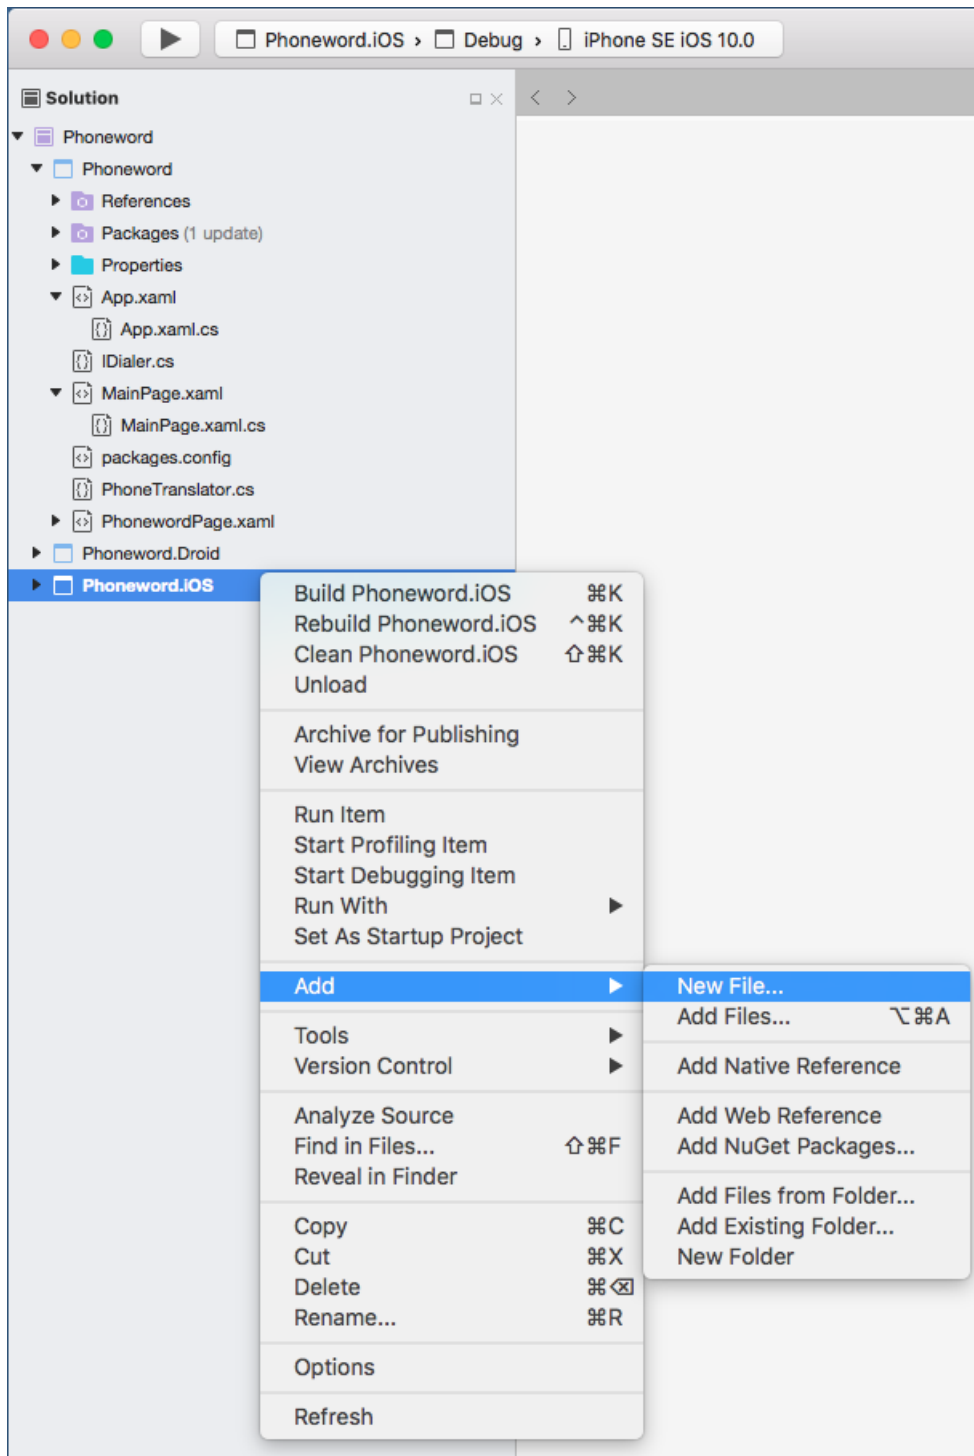 Phoneword.iOS › Debug › iPhone SE iOS 10.0
Solution
Phoneword
Phoneword
References
Packages (1 update)
Properties
App.xaml
App.xaml.cs
IDialer.cs
MainPage.xaml
MainPage.xaml.cs
packages.config
PhoneTranslator.cs
PhonewordPage.xaml
Phoneword.Droid
Phoneword.iOS
Build Phoneword.iOS ⌘K
Rebuild Phoneword.iOS ^⌘K
Clean Phoneword.iOS ⇧⌘K
Unload
Archive for Publishing
View Archives
Run Item
Start Profiling Item
Start Debugging Item
Run With
Set As Startup Project
Add
Tools
Version Control
Analyze Source
Find in Files... ⇧⌘F
Reveal in Finder
Copy ⌘C
Cut ⌘X
Delete ⌘⌫
Rename... ⌘R
Options
Refresh
New File...
Add Files... ⌥⌘A
Add Native Reference
Add Web Reference
Add NuGet Packages...
Add Files from Folder...
Add Existing Folder...
New Folder